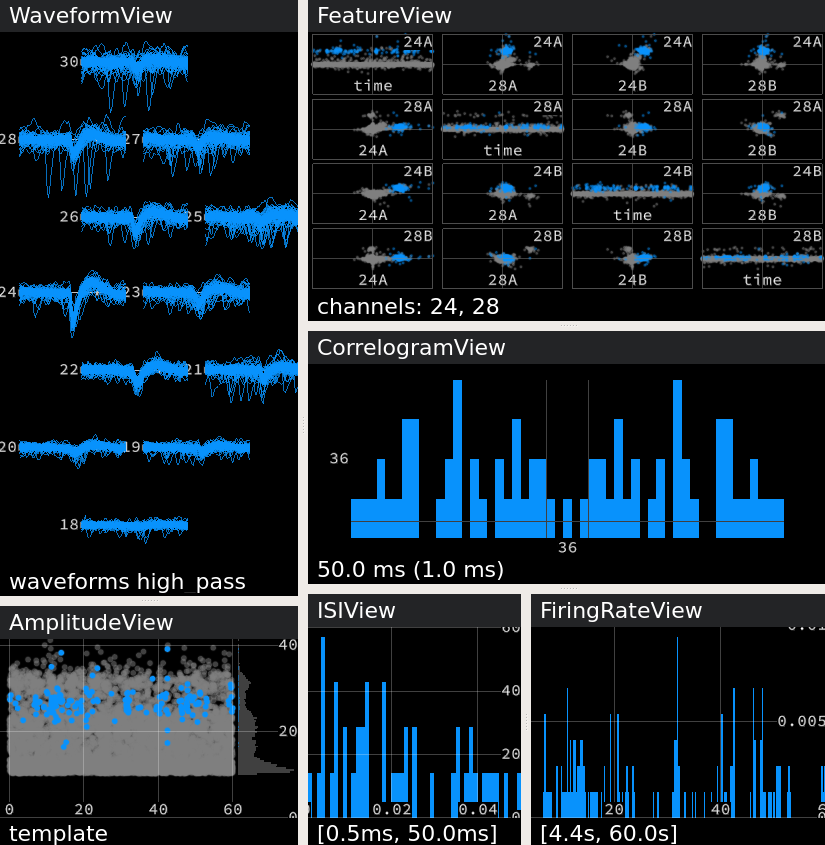 WaveformView
30
28 27
26 25
24 23
22 21
20 19
18
waveforms high_pass
FeatureView
24A 24A 24A 24A
time 28A 24B 28B
28A 28A 28A 28A
24A time 24B 28B
24B 24B 24B 24B
24A 28A time 28B
28B 28B 28B 28B
24A 28A 24B time
channels: 24, 28
CorrelogramView
36
36
50.0 ms (1.0 ms)
AmplitudeView
40
20
0
0 20 40 60
template
ISIView
60
40
20
0
0.02 0.04
[0.5ms, 50.0ms]
FiringRateView
0.01
0.005
20 40
[4.4s, 60.0s]